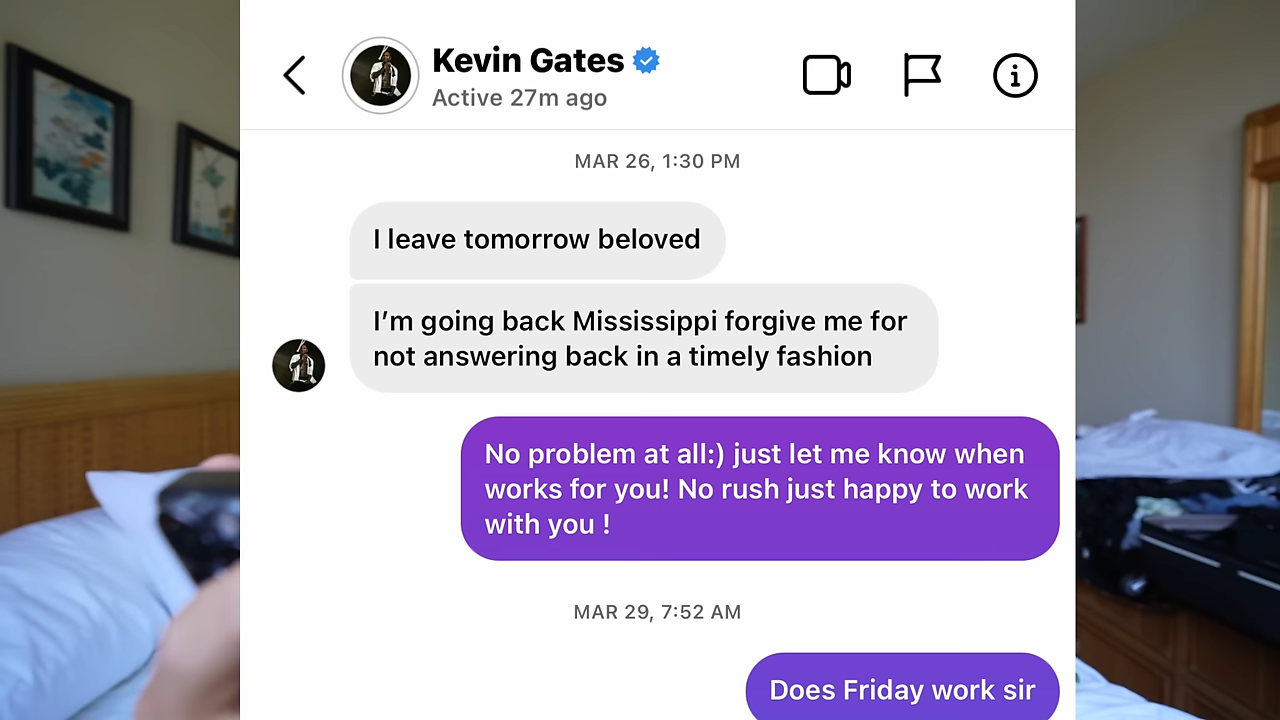 Kevin Gates
Active 27m ago
MAR 26, 1:30 PM
I leave tomorrow beloved
I’m going back Mississippi forgive me for
not answering back in a timely fashion
No problem at all:) just let me know when
works for you! No rush just happy to work
with you !
MAR 29, 7:52 AM
Does Friday work sir